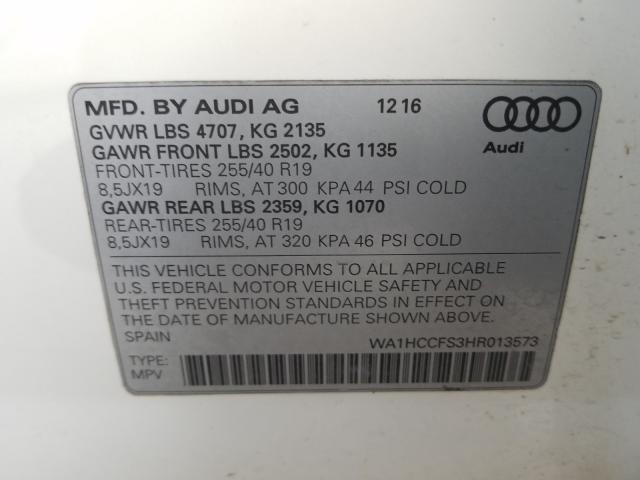 MFD. BY AUDI AG 12 16
GVWR LBS 4707, KG 2135
GAWR FRONT LBS 2502, KG 1135
Audi
FRONT-TIRES 255/40 R19
8,5JX19 RIMS, AT 300 KPA 44 PSI COLD
GAWR REAR LBS 2359, KG 1070
REAR-TIRES 255/40 R19
8,5JX19 RIMS, AT 320 KPA 46 PSI COLD
THIS VEHICLE CONFORMS TO ALL APPLICABLE
U.S. FEDERAL MOTOR VEHICLE SAFETY AND
THEFT PREVENTION STANDARDS IN EFFECT ON
THE DATE OF MANUFACTURE SHOWN ABOVE.
SPAIN WA1HCCFS3HR013573
TYPE:
MPV